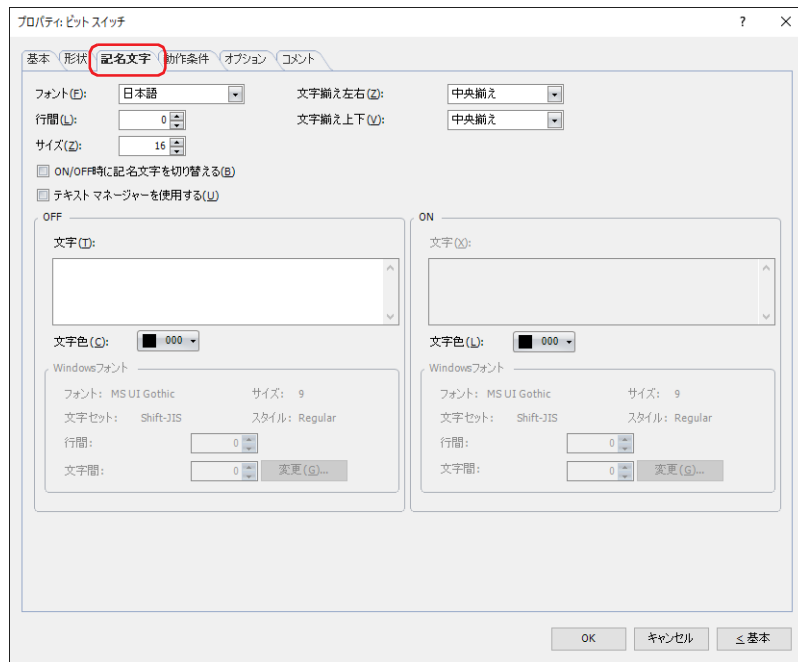 プロパティ: ビット スイッチ ? ×
基本 形状 記名文字 動作条件 オプション コメント
フォント(F): 日本語 文字揃え左右(Z): 中央揃え
行間(L): 0 文字揃え上下(V): 中央揃え
サイズ(Z): 16
ON/OFF時に記名文字を切り替える(B)
テキスト マネージャーを使用する(U)
OFF ON
文字(T): 文字(X):
文字色(C): 000 文字色(L): 000
Windowsフォント Windowsフォント
フォント: MS UI Gothic サイズ: 9 フォント: MS UI Gothic サイズ: 9
文字セット: Shift-JIS スタイル: Regular 文字セット: Shift-JIS スタイル: Regular
行間: 0 行間: 0
文字間: 0 変更(G)... 文字間: 0 変更(G)...
OK キャンセル <基本